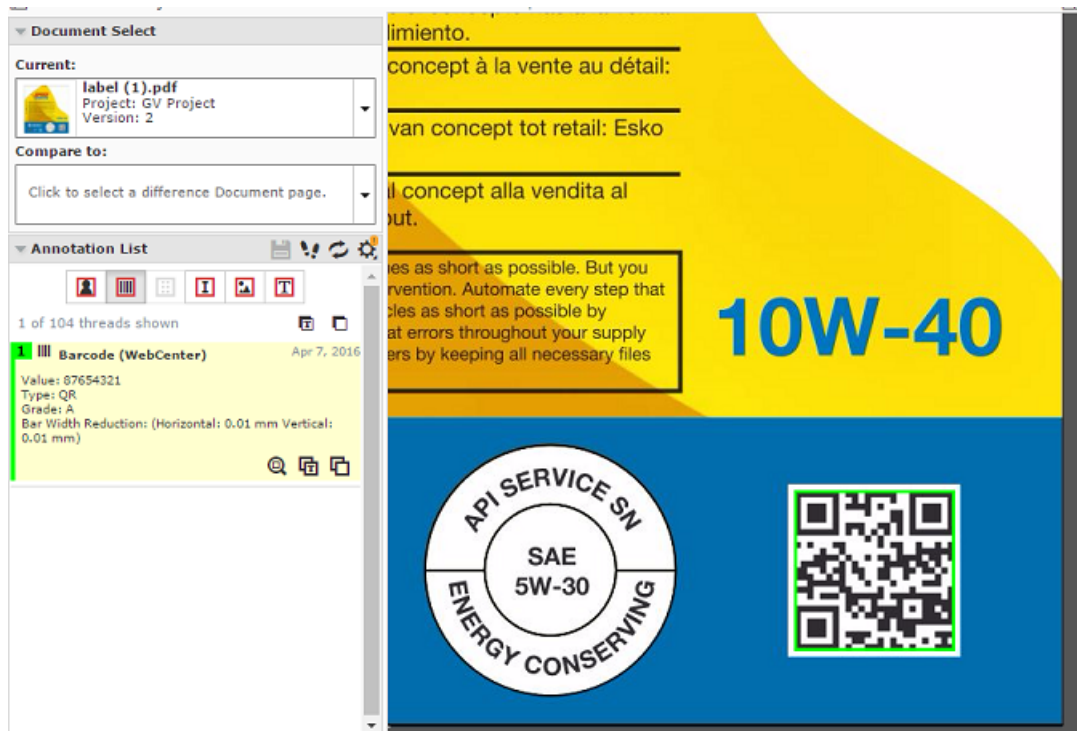 Document Select
Current:
label (1).pdf
Project: GV Project
Version: 2
Compare to:
Click to select a difference Document page.
Annotation List
1 of 104 threads shown
1 Barcode (WebCenter) Apr 7, 2016
Value: 87654321
Type: QR
Grade: A
Bar Width Reduction: (Horizontal: 0.01 mm Vertical:
0.01 mm)
limiento.
concept à la vente au détail:
van concept tot retail: Esko
concept alla vendita al
out.
as short as possible. But you
Automate every step that
as short as possible by
at errors throughout your supply
by keeping all necessary files
10W-40
API SERVICE SN
SAE
5W-30
ENERGY CONSERVING